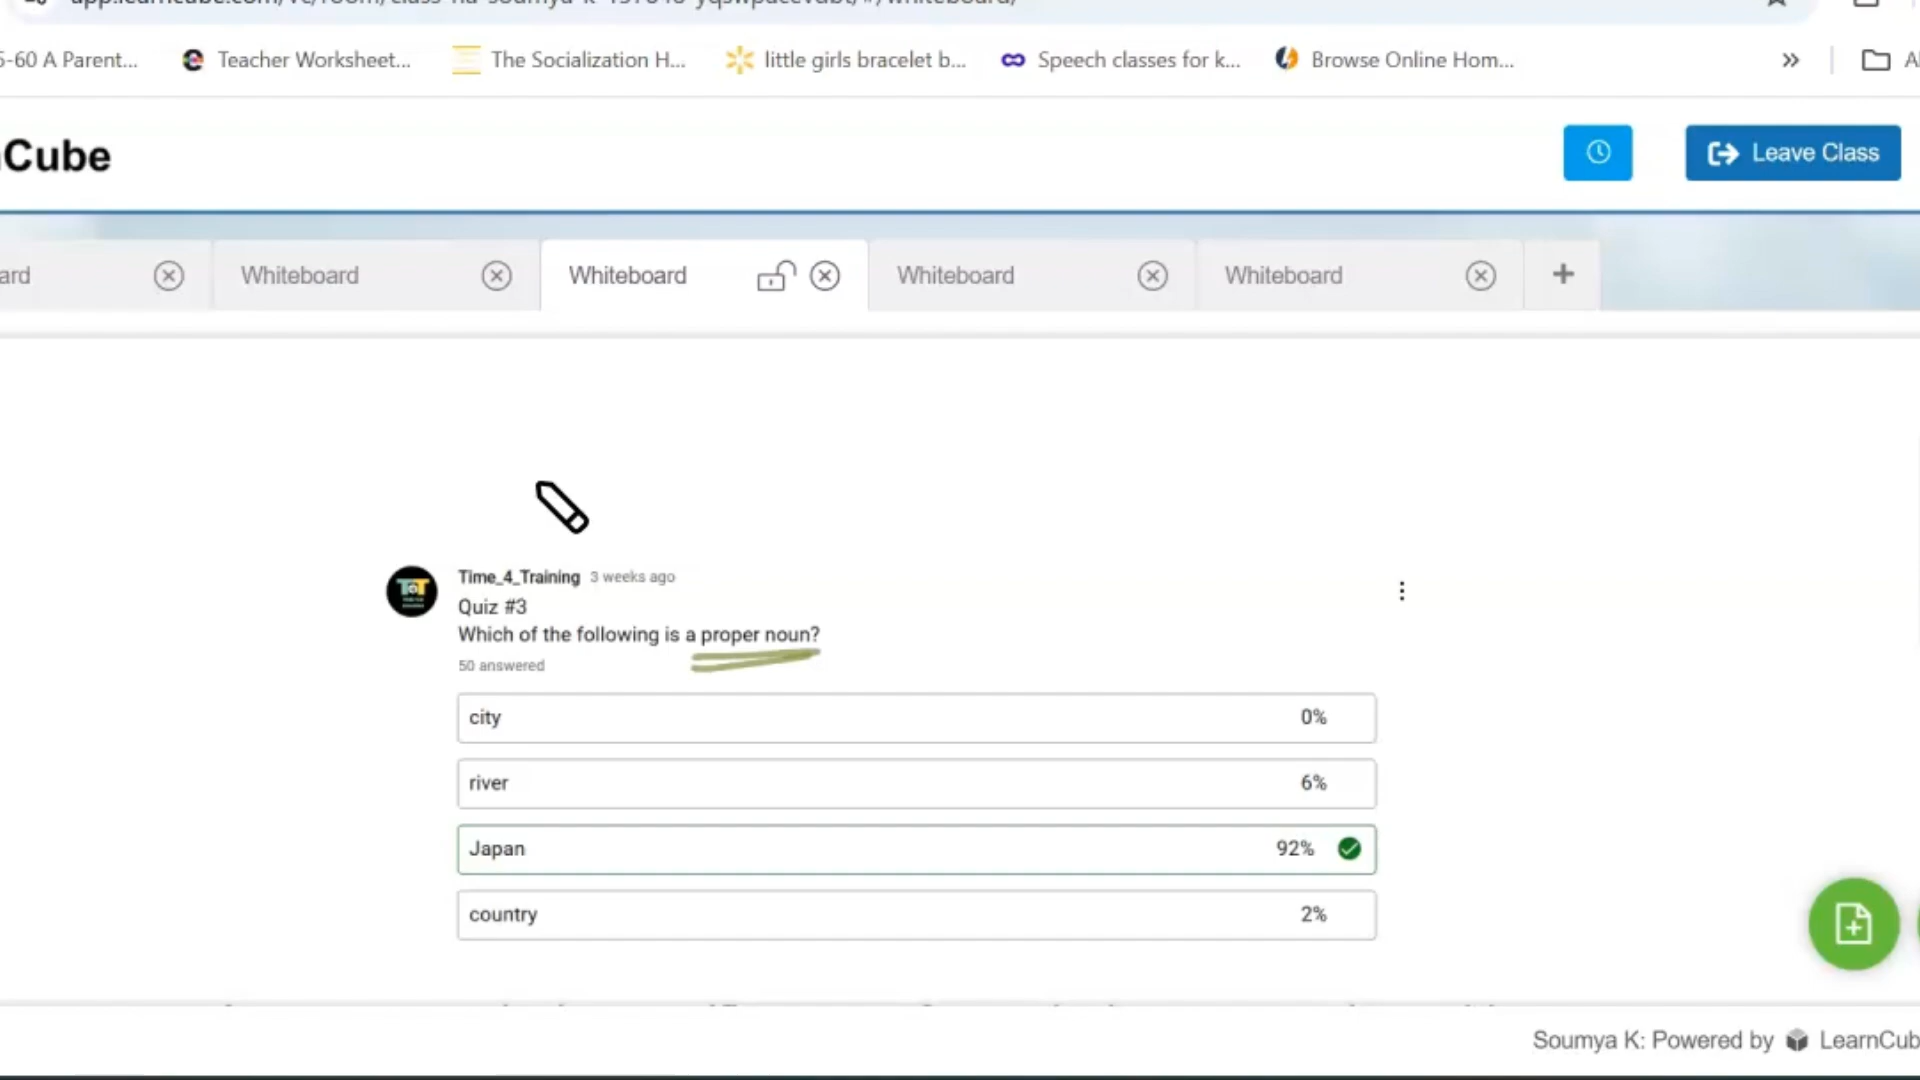 5-60 A Parent... Teacher Worksheet... The Socialization H... little girls bracelet b... Speech classes for k... Browse Online Hom...
Cube
Leave Class
ard Whiteboard Whiteboard Whiteboard Whiteboard
Time_4_Training 3 weeks ago
Quiz #3
Which of the following is a proper noun?
50 answered
city 0%
river 6%
Japan 92%
country 2%
Soumya K: Powered by LearnCub